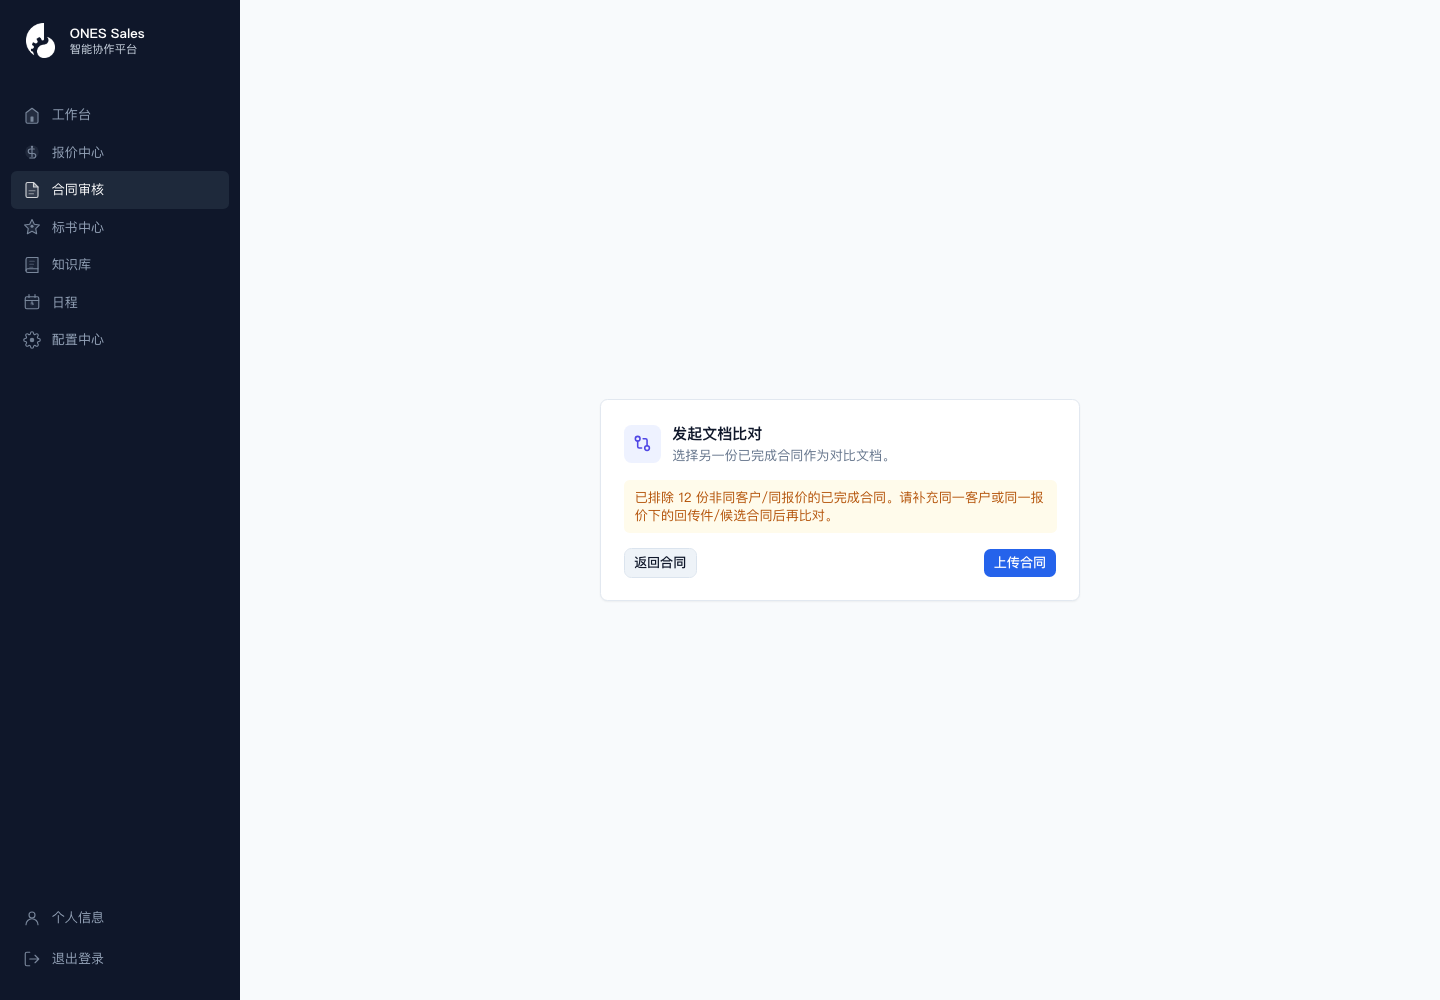 ONES Sales
智能协作平台
工作台
报价中心
合同审核
标书中心
知识库
日程
配置中心
个人信息
退出登录
发起文档比对
选择另一份已完成合同作为对比文档。
已排除 12 份非同客户/同报价的已完成合同。请补充同一客户或同一报
价下的回传件/候选合同后再比对。
返回合同
上传合同